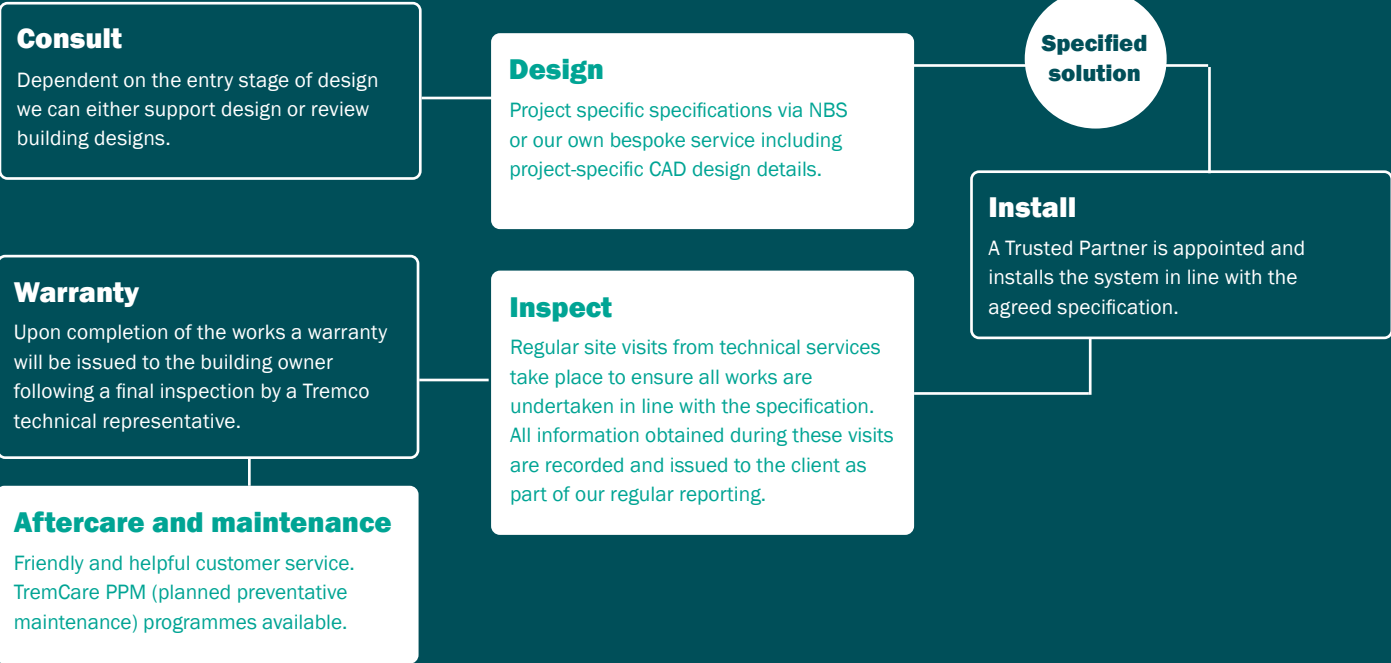 Consult
Dependent on the entry stage of design
we can either support design or review
building designs.
Design
Project specific specifications via NBS
or our own bespoke service including
project-specific CAD design details.
Specified
solution
Install
A Trusted Partner is appointed and
installs the system in line with the
agreed specification.
Inspect
Regular site visits from technical services
take place to ensure all works are
undertaken in line with the specification.
All information obtained during these visits
are recorded and issued to the client as
part of our regular reporting.
Warranty
Upon completion of the works a warranty
will be issued to the building owner
following a final inspection by a Tremco
technical representative.
Aftercare and maintenance
Friendly and helpful customer service.
TremCare PPM (planned preventative
maintenance) programmes available.